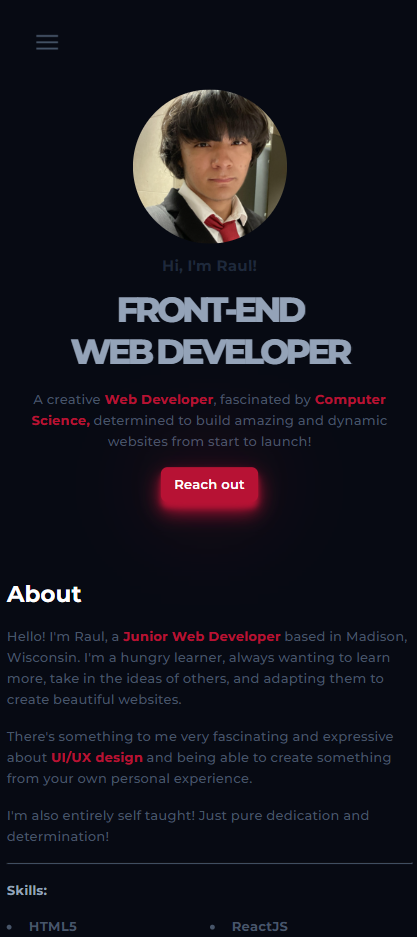 Hi, I'm Raul!
FRONT-END
WEB DEVELOPER
A creative Web Developer, fascinated by Computer
Science, determined to build amazing and dynamic
websites from start to launch!
Reach out
About
Hello! I'm Raul, a Junior Web Developer based in Madison,
Wisconsin. I'm a hungry learner, always wanting to learn
more, take in the ideas of others, and adapting them to
create beautiful websites.
There's something to me very fascinating and expressive
about UI/UX design and being able to create something
from your own personal experience.
I'm also entirely self taught! Just pure dedication and
determination!
Skills:
• HTML5 • ReactJS